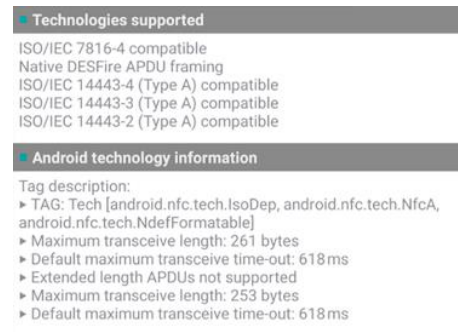 Technologies supported
ISO/IEC 7816-4 compatible
Native DESFire APDU framing
ISO/IEC 14443-4 (Type A) compatible
ISO/IEC 14443-3 (Type A) compatible
ISO/IEC 14443-2 (Type A) compatible
Android technology information
Tag description:
▸ TAG: Tech [android.nfc.tech.IsoDep, android.nfc.tech.NfcA,
android.nfc.tech.NdefFormatable]
▸ Maximum transceive length: 261 bytes
▸ Default maximum transceive time-out: 618 ms
▸ Extended length APDUs not supported
▸ Maximum transceive length: 253 bytes
▸ Default maximum transceive time-out: 618 ms